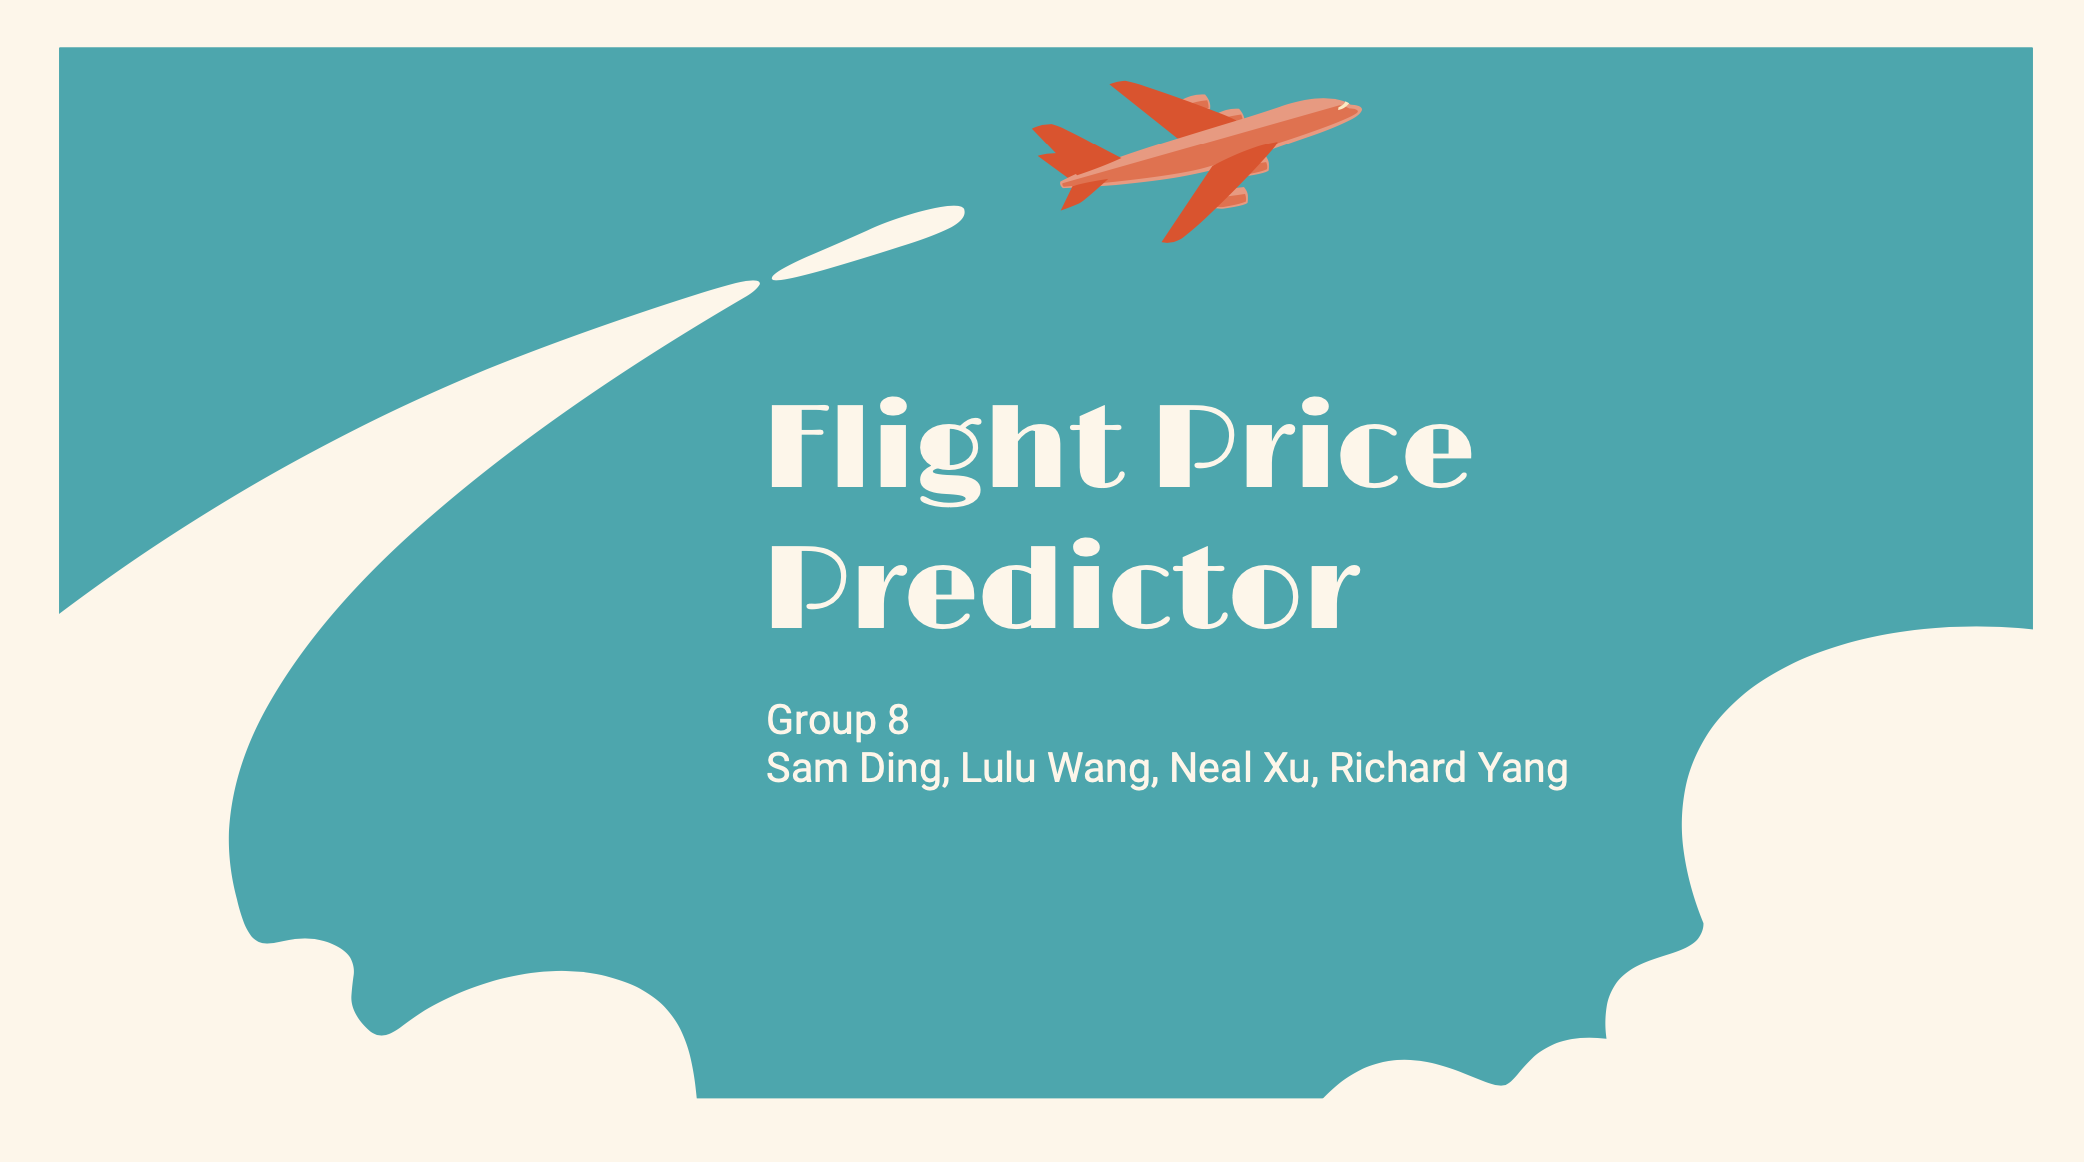 Flight Price
Predictor
Group 8
Sam Ding, Lulu Wang, Neal Xu, Richard Yang